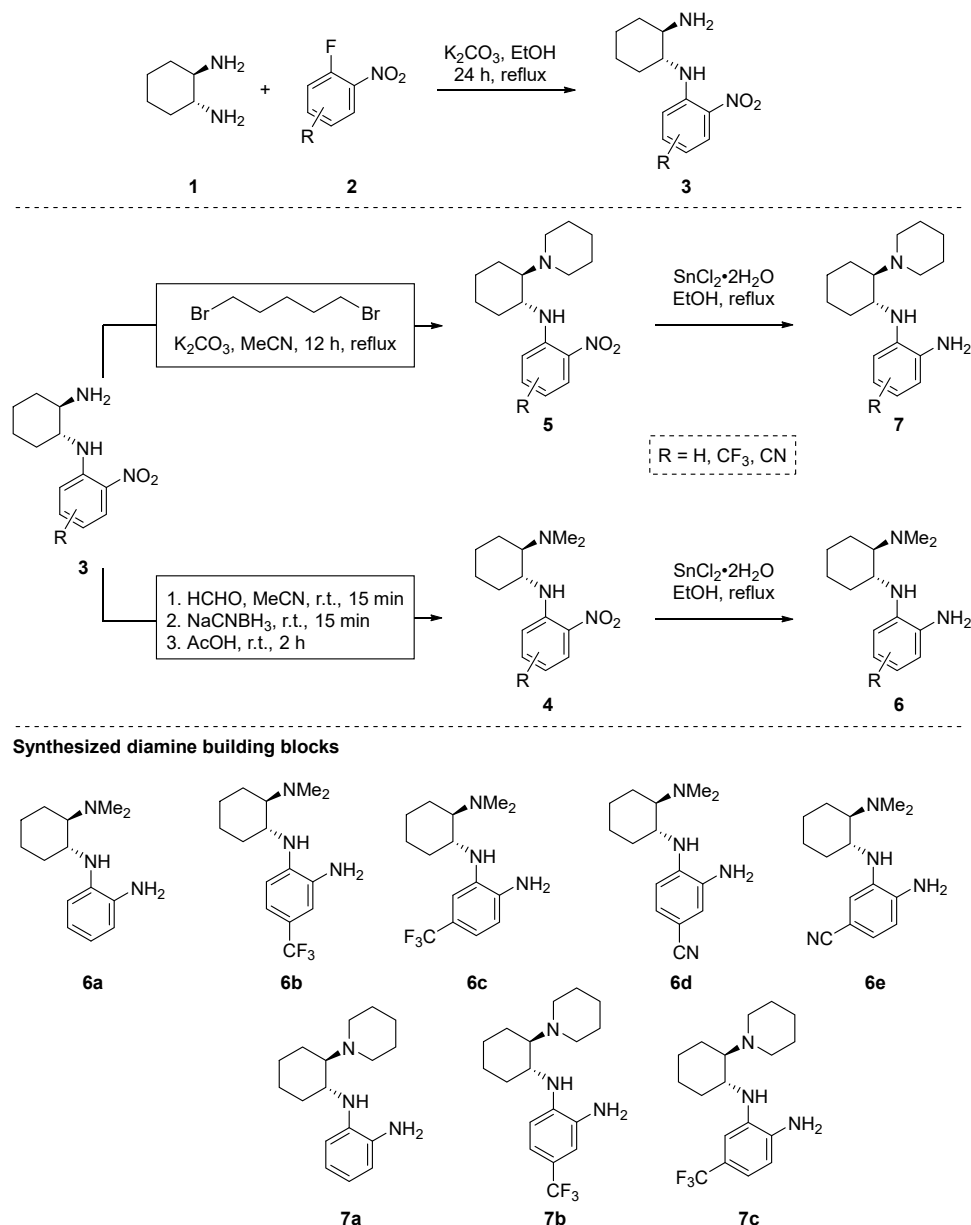 NH2
NH2
1
+
F
NO2
R
2
K2CO3, EtOH
24 h, reflux
NH2
NH
NO2
R
3
NH2
NH
NO2
R
3
Br Br
K2CO3, MeCN, 12 h, reflux
N
NH
NO2
R
5
SnCl2•2H2O
EtOH, reflux
N
NH
NH2
R
7
R = H, CF3, CN
1. HCHO, MeCN, r.t., 15 min
2. NaCNBH3, r.t., 15 min
3. AcOH, r.t., 2 h
NMe2
NH
NO2
R
4
SnCl2•2H2O
EtOH, reflux
NMe2
NH
NH2
R
6
Synthesized diamine building blocks
NMe2
NH
NH2
6a
NMe2
NH
NH2
CF3
6b
NMe2
NH
NH2
F3C
6c
NMe2
NH
NH2
CN
6d
NMe2
NH
NH2
NC
6e
N
NH
NH2
7a
N
NH
NH2
CF3
7b
N
NH
NH2
F3C
7c